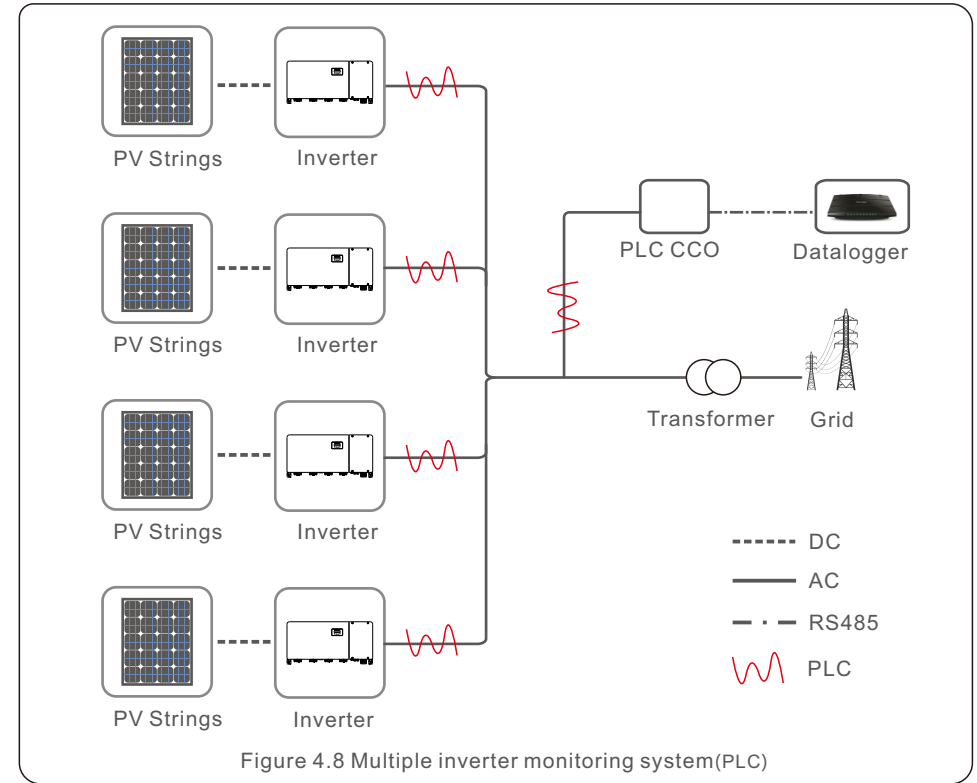 PV Strings
Inverter
PV Strings
Inverter
PLC CCO
Datalogger
PV Strings
Inverter
Transformer
Grid
PV Strings
Inverter
DC
AC
RS485
PLC
Figure 4.8 Multiple inverter monitoring system(PLC)